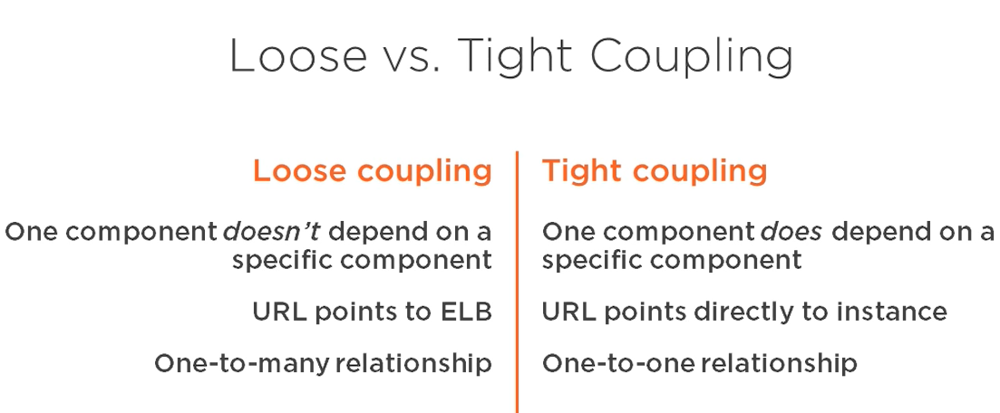 Loose vs. Tight Coupling
Loose coupling
One component doesn't depend on a
specific component
URL points to ELB
One-to-many relationship
Tight coupling
One component does depend on a
specific component
URL points directly to instance
One-to-one relationship